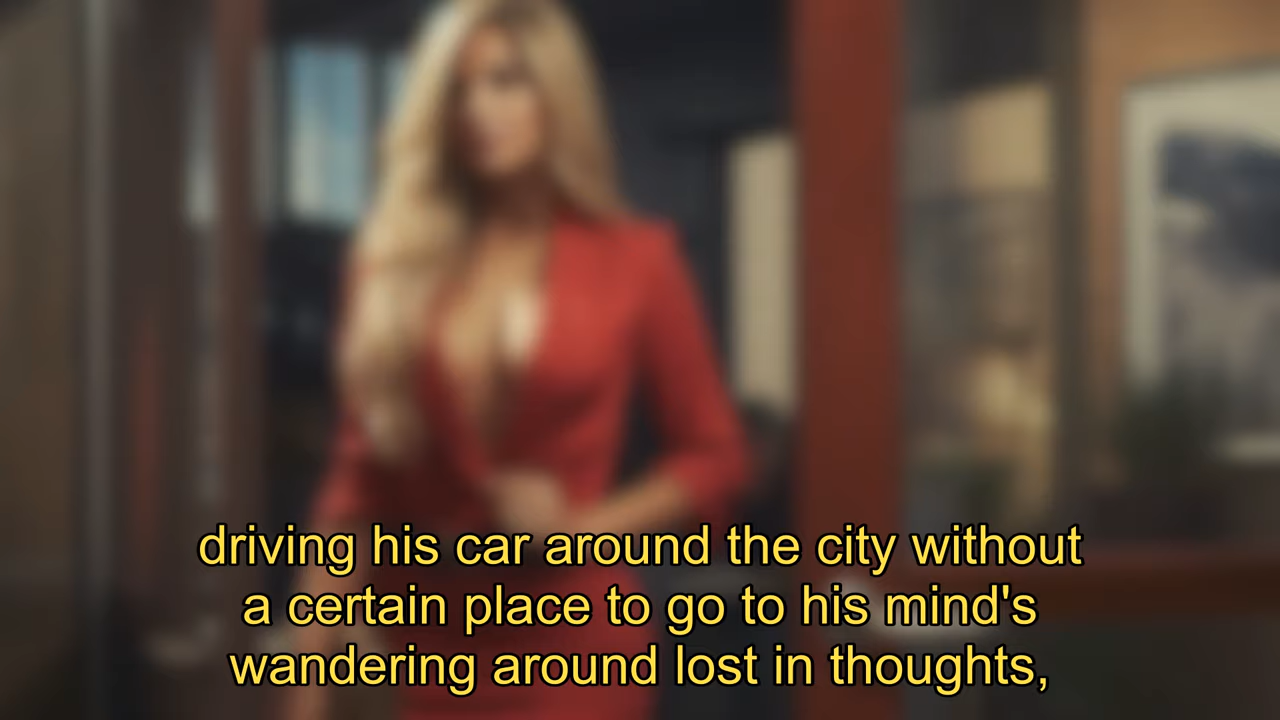 driving his car around the city without
a certain place to go to his mind's
wandering around lost in thoughts,